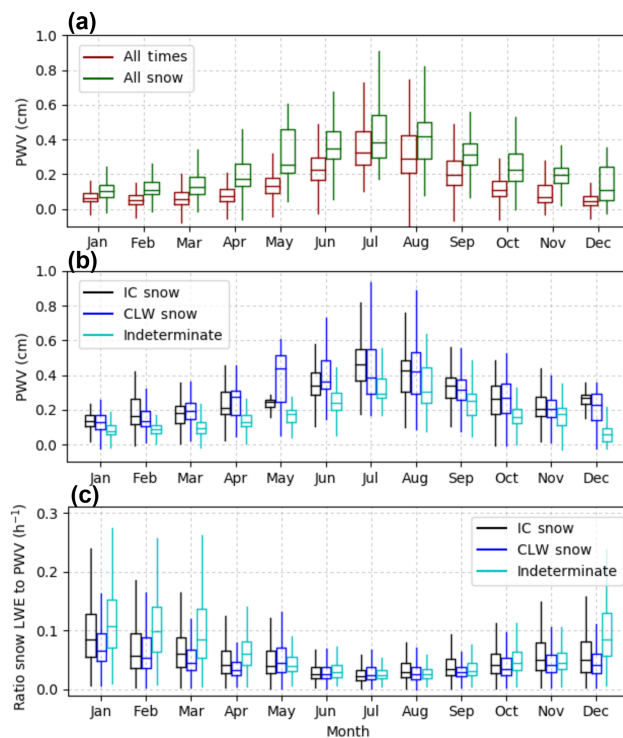 (a)
1.0
0.8
0.6
0.4
0.2
0.0
PWV (cm)
All times
All snow
Jan Feb Mar Apr May Jun Jul Aug Sep Oct Nov Dec
(b)
1.0
0.8
0.6
0.4
0.2
0.0
PWV (cm)
IC snow
CLW snow
Indeterminate
Jan Feb Mar Apr May Jun Jul Aug Sep Oct Nov Dec
(c)
0.3
0.2
0.1
0.0
Ratio snow LWE to PWV (h⁻¹)
IC snow
CLW snow
Indeterminate
Jan Feb Mar Apr May Jun Jul Aug Sep Oct Nov Dec
Month